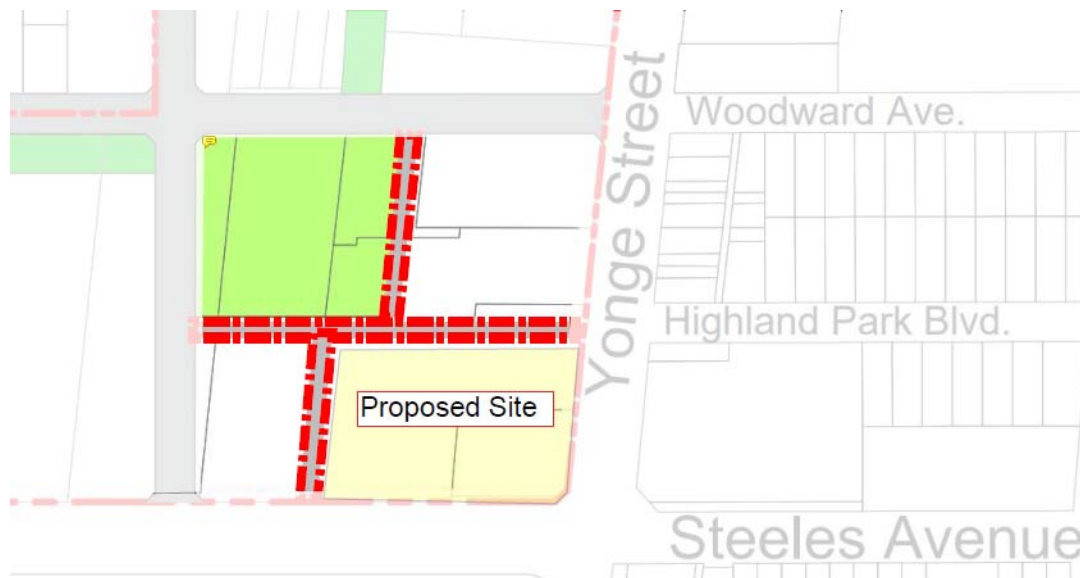 Woodward Ave.
Yonge Street
Highland Park Blvd.
Proposed Site
Steeles Avenue